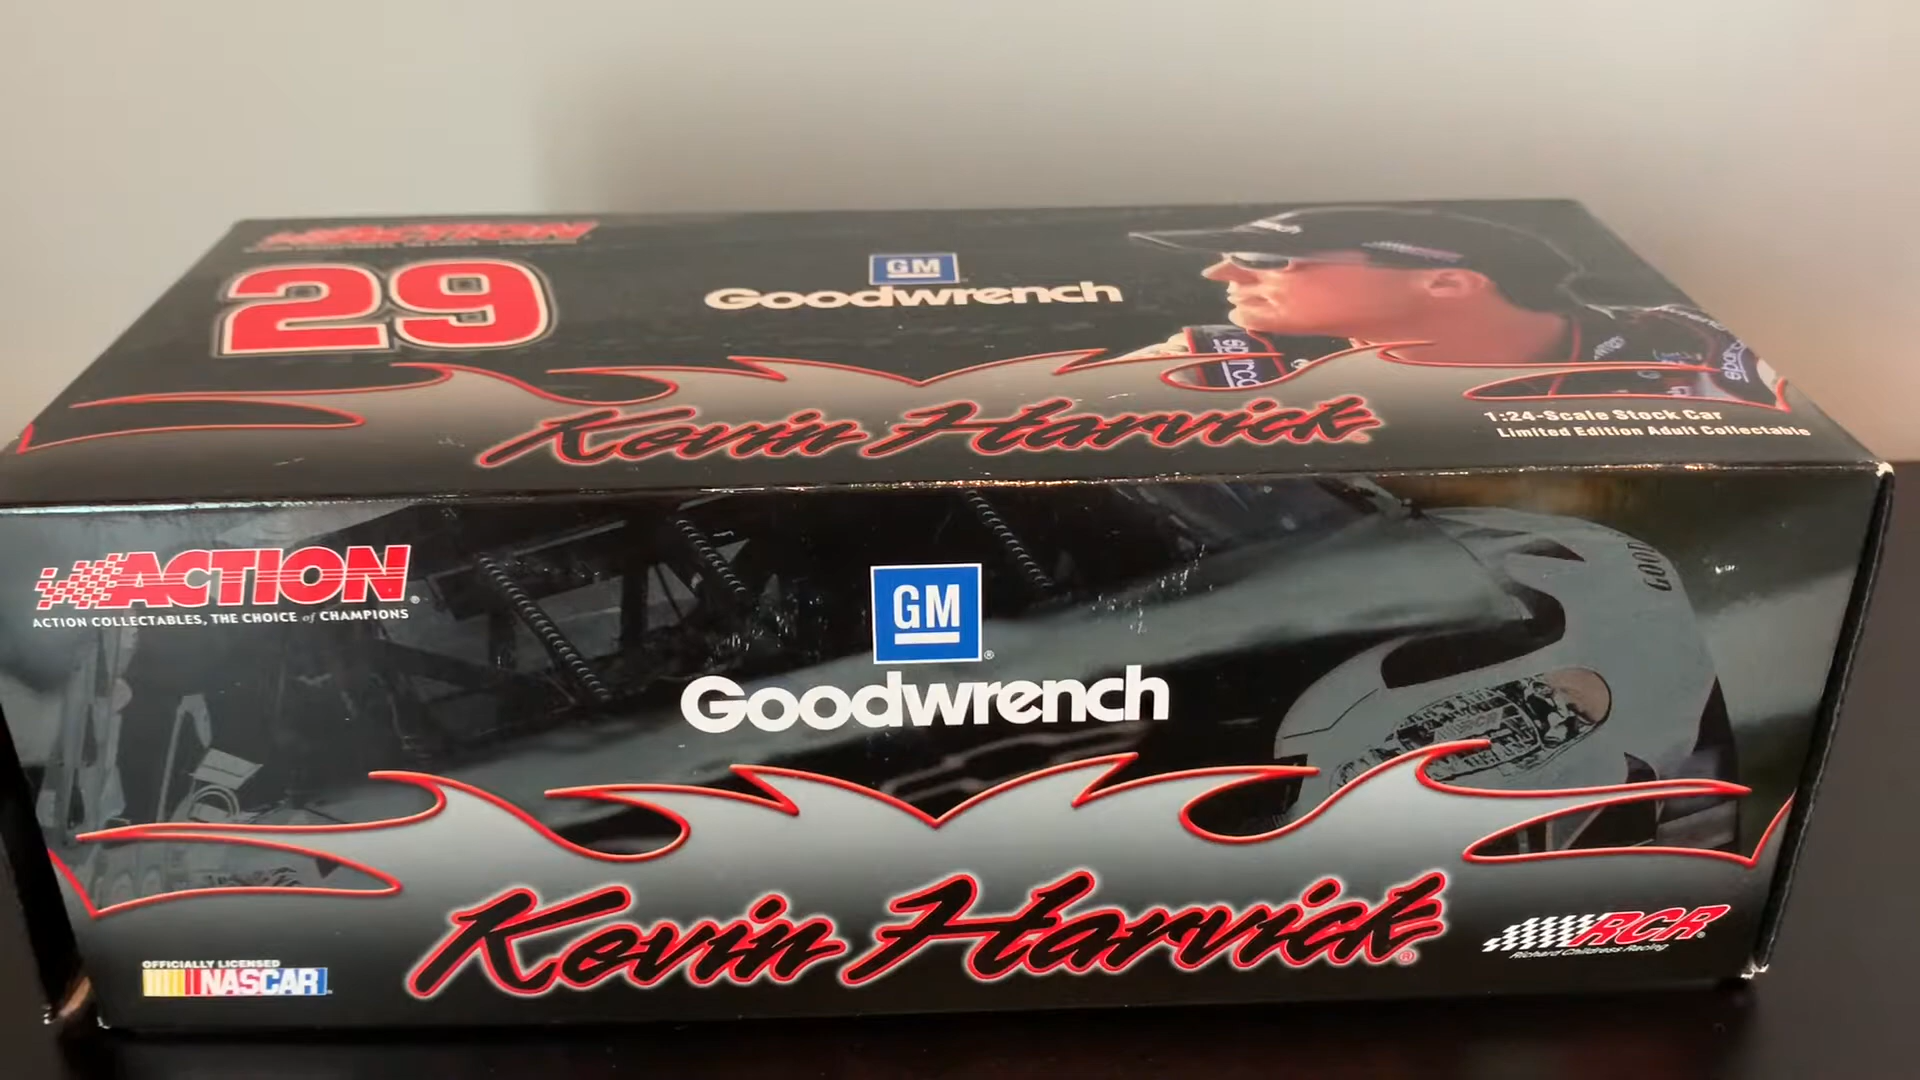 ACTION
29
GM
Goodwrench
Kevin Harvick
1:24-Scale Stock Car
Limited Edition Adult Collectable
ACTION
ACTION COLLECTABLES, THE CHOICE of CHAMPIONS
GM
Goodwrench
Kevin Harvick
OFFICIALLY LICENSED
NASCAR
RCR
Richard Childress Racing